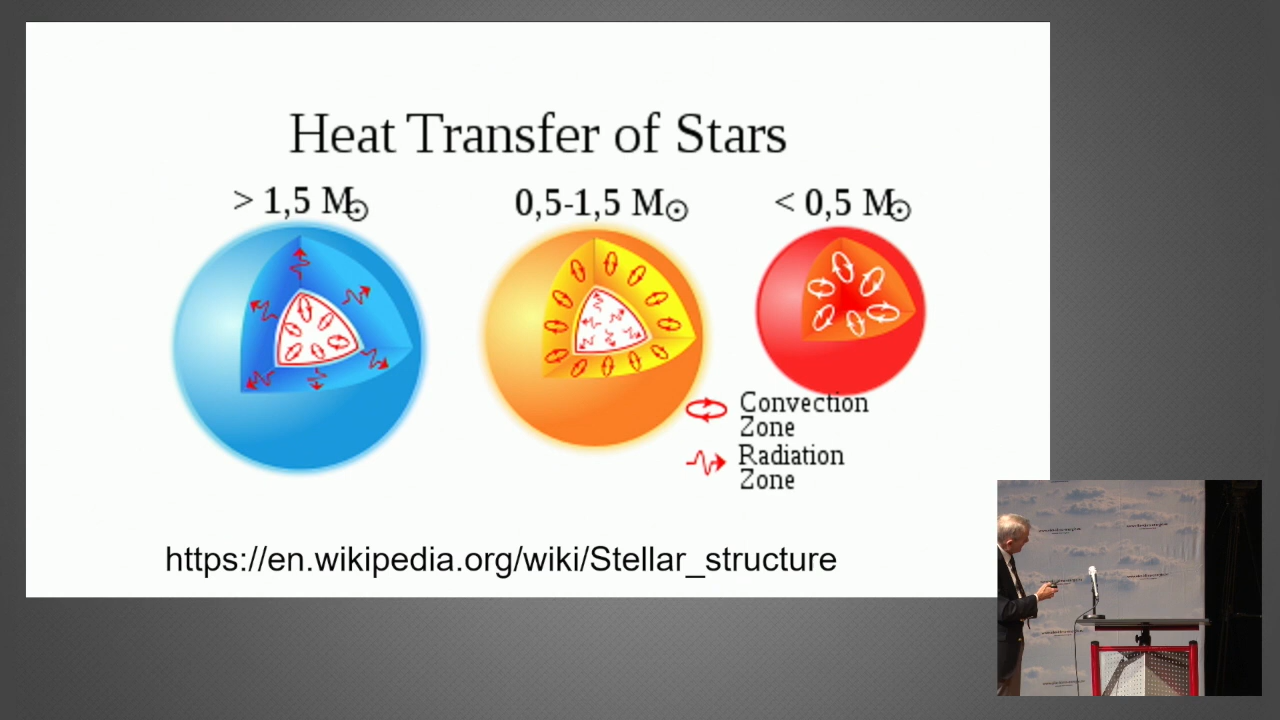 Heat Transfer of Stars
> 1,5 M☉
0,5-1,5 M☉
< 0,5 M☉
Convection
Zone
Radiation
Zone
https://en.wikipedia.org/wiki/Stellar_structure